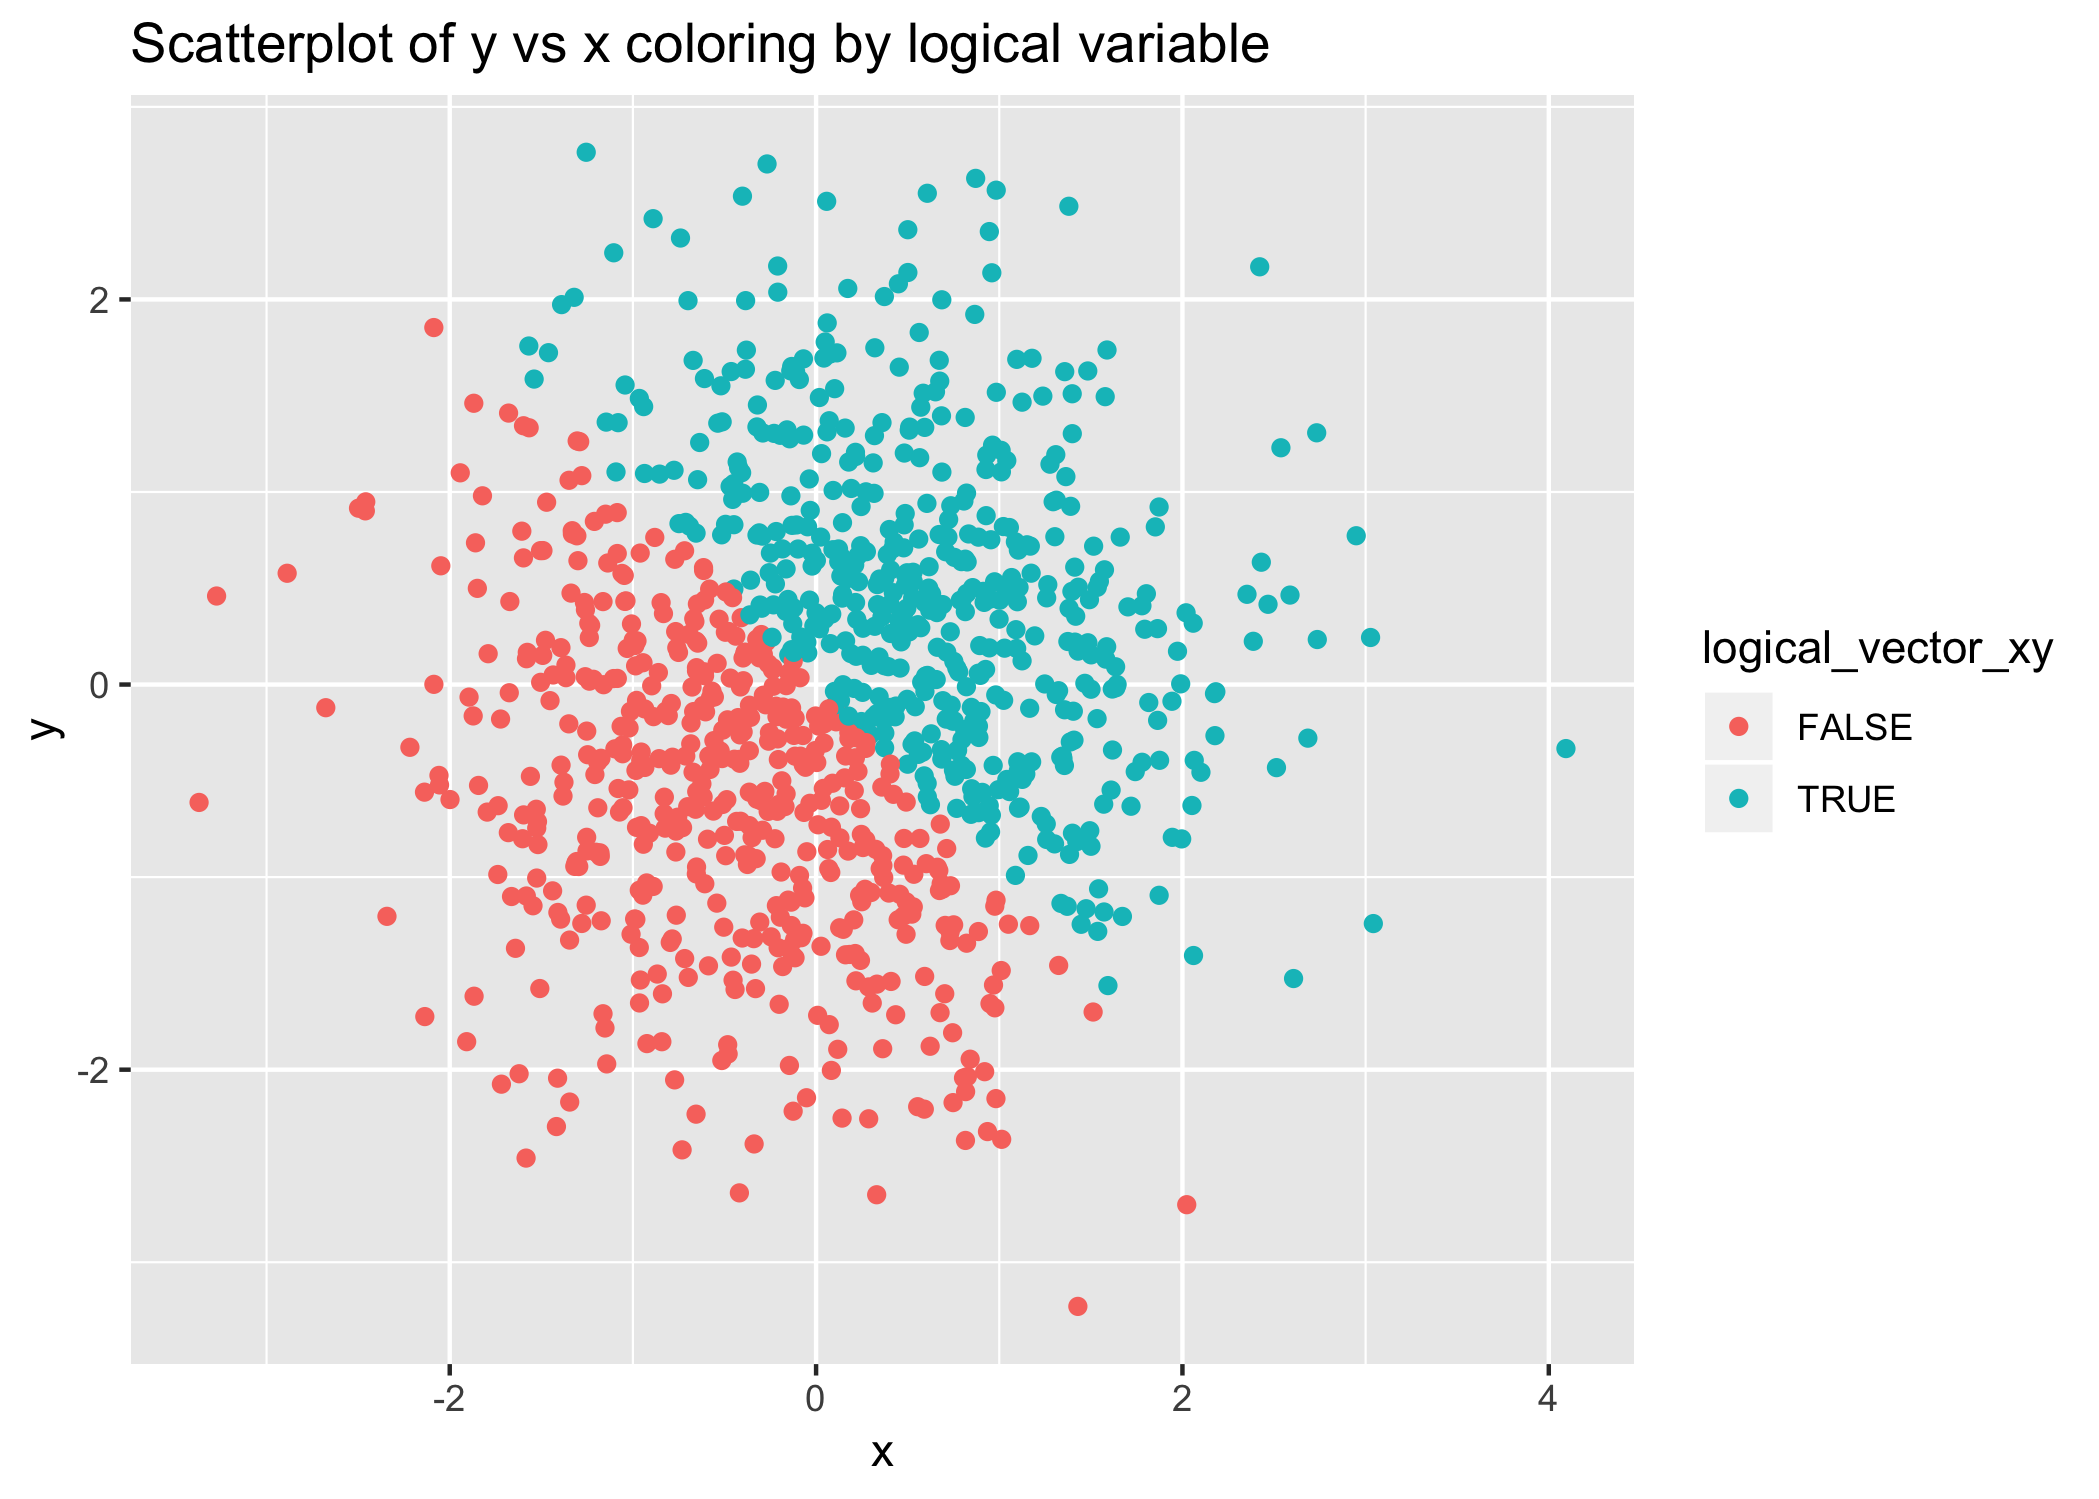 Scatterplot of y vs x coloring by logical variable
2
0
-2
y
-2
0
2
4
x
logical_vector_xy
FALSE
TRUE